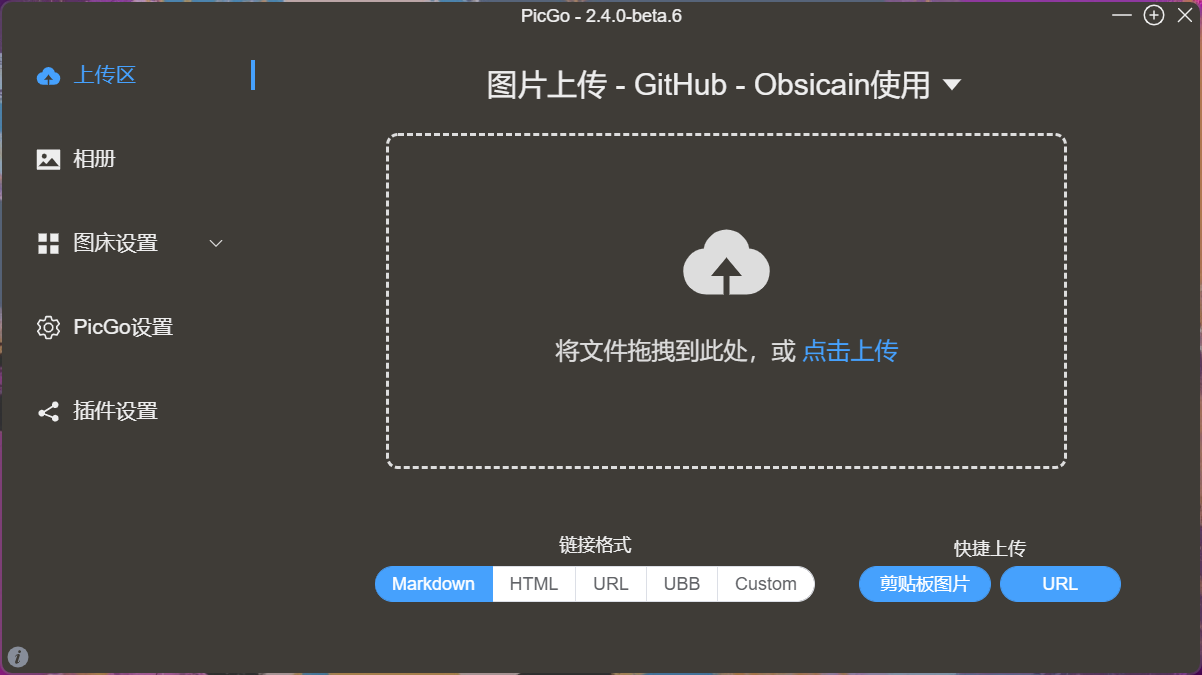 PicGo - 2.4.0-beta.6
上传区
相册
图床设置
PicGo设置
插件设置
图片上传 - GitHub - Obsicain使用
将文件拖拽到此处，或 点击上传
链接格式
Markdown HTML URL UBB Custom
快捷上传
剪贴板图片 URL